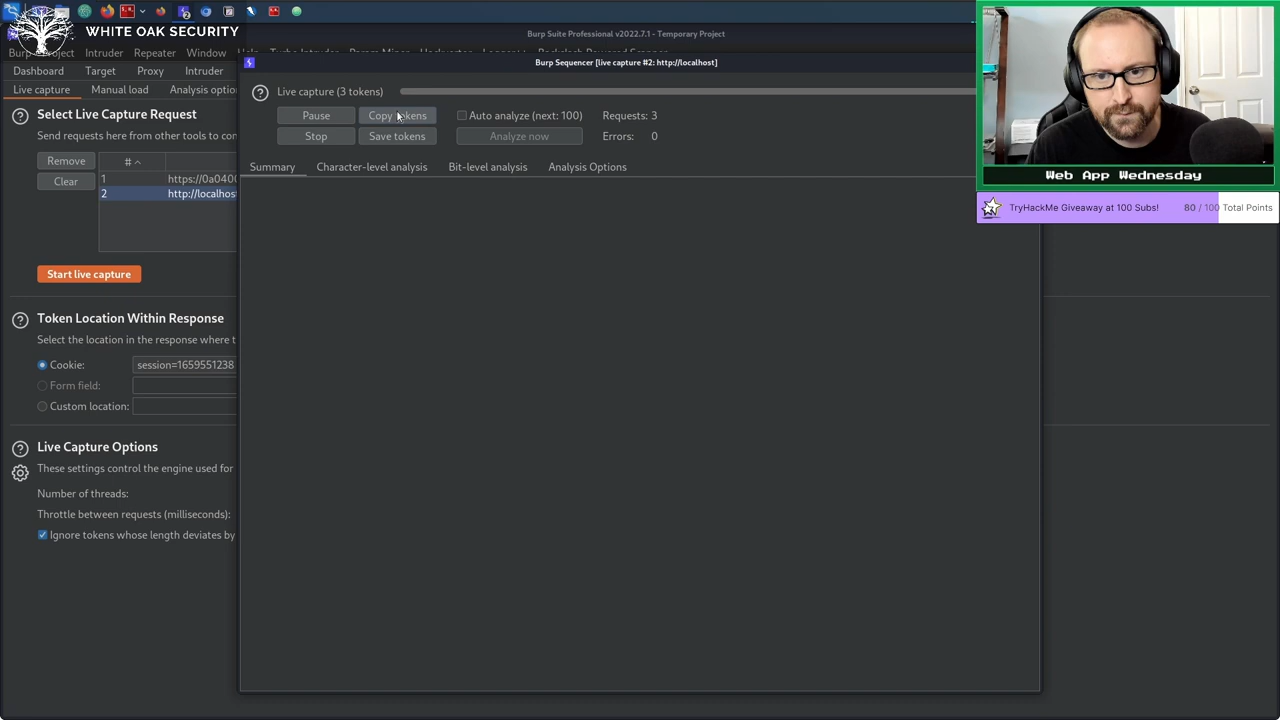 WHITE OAK SECURITY
Burp Suite Professional v2022.7.1 - Temporary Project
Burp Project Intruder Repeater Window
Dashboard Target Proxy Intruder
Live capture Manual load Analysis optio
Select Live Capture Request
Send requests here from other tools to con
Remove
Clear
#
1 https://0a040
2 http://localhos
Start live capture
Token Location Within Response
Select the location in the response where t
Cookie: session=1659551238
Form field:
Custom location:
Live Capture Options
These settings control the engine used for
Number of threads:
Throttle between requests (milliseconds):
Ignore tokens whose length deviates by
Burp Sequencer [live capture #2: http://localhost]
Live capture (3 tokens)
Pause Copy tokens Auto analyze (next: 100) Requests: 3
Stop Save tokens Analyze now Errors: 0
Summary Character-level analysis Bit-level analysis Analysis Options
Web App Wednesday
TryHackMe Giveaway at 100 Subs! 80 / 100 Total Points